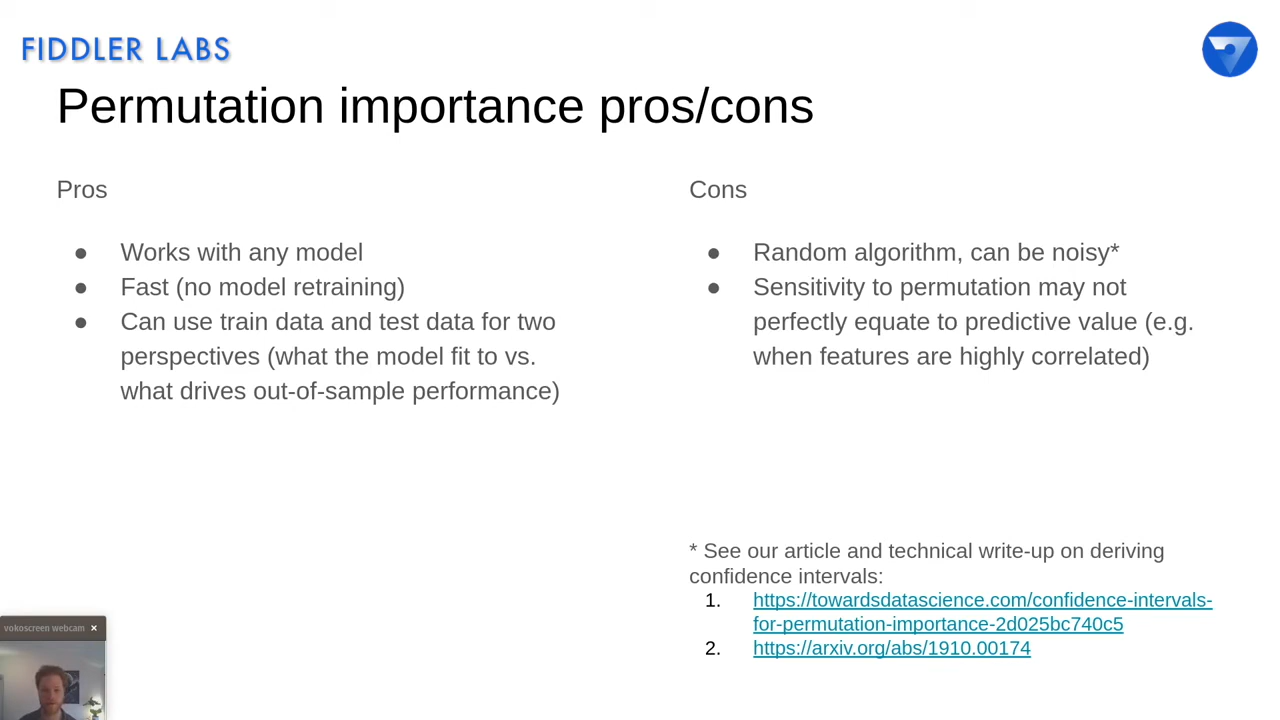 FIDDLER LABS
Permutation importance pros/cons
Pros
● Works with any model
● Fast (no model retraining)
● Can use train data and test data for two
perspectives (what the model fit to vs.
what drives out-of-sample performance)
Cons
● Random algorithm, can be noisy*
● Sensitivity to permutation may not
perfectly equate to predictive value (e.g.
when features are highly correlated)
* See our article and technical write-up on deriving
confidence intervals:
1. https://towardsdatascience.com/confidence-intervals-
for-permutation-importance-2d025bc740c5
2. https://arxiv.org/abs/1910.00174
vokoscreen webcam ×